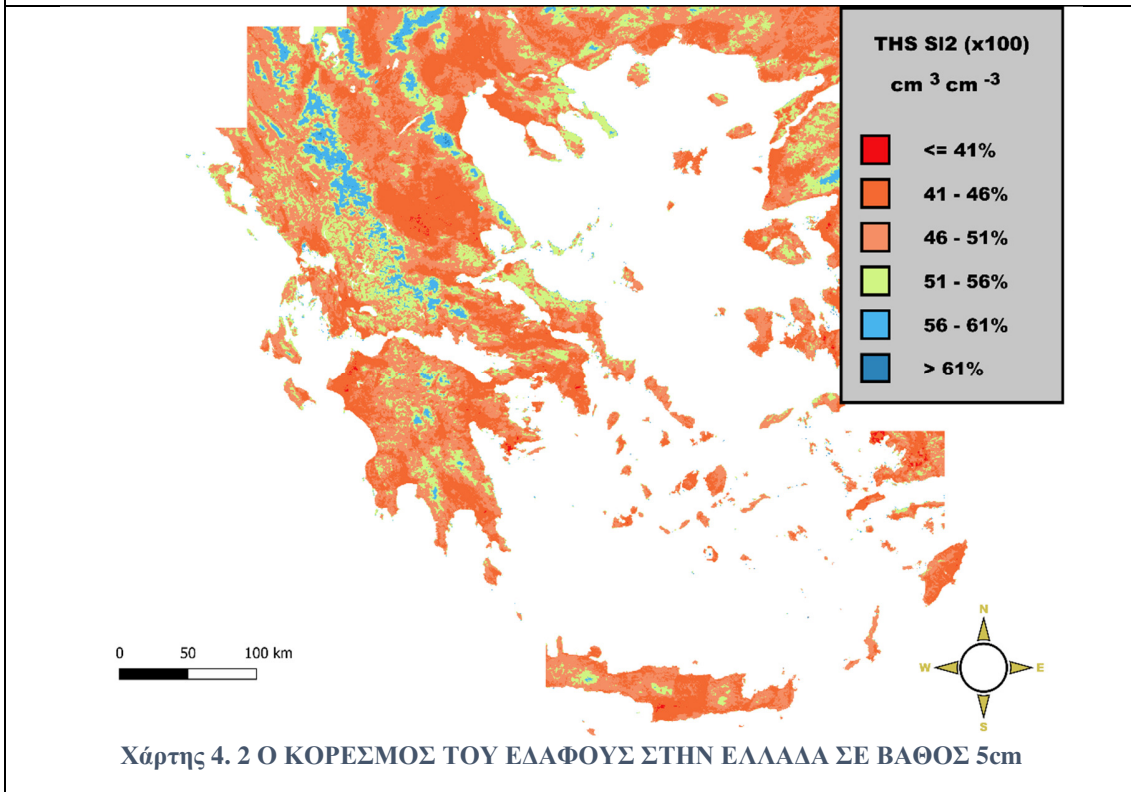 THS SI2 (x100)
cm 3 cm -3
<= 41%
41 - 46%
46 - 51%
51 - 56%
56 - 61%
> 61%
0 50 100 km
N
W E
S
Χάρτης 4. 2 Ο ΚΟΡΕΣΜΟΣ ΤΟΥ ΕΔΑΦΟΥΣ ΣΤΗΝ ΕΛΛΑΔΑ ΣΕ ΒΑΘΟΣ 5cm